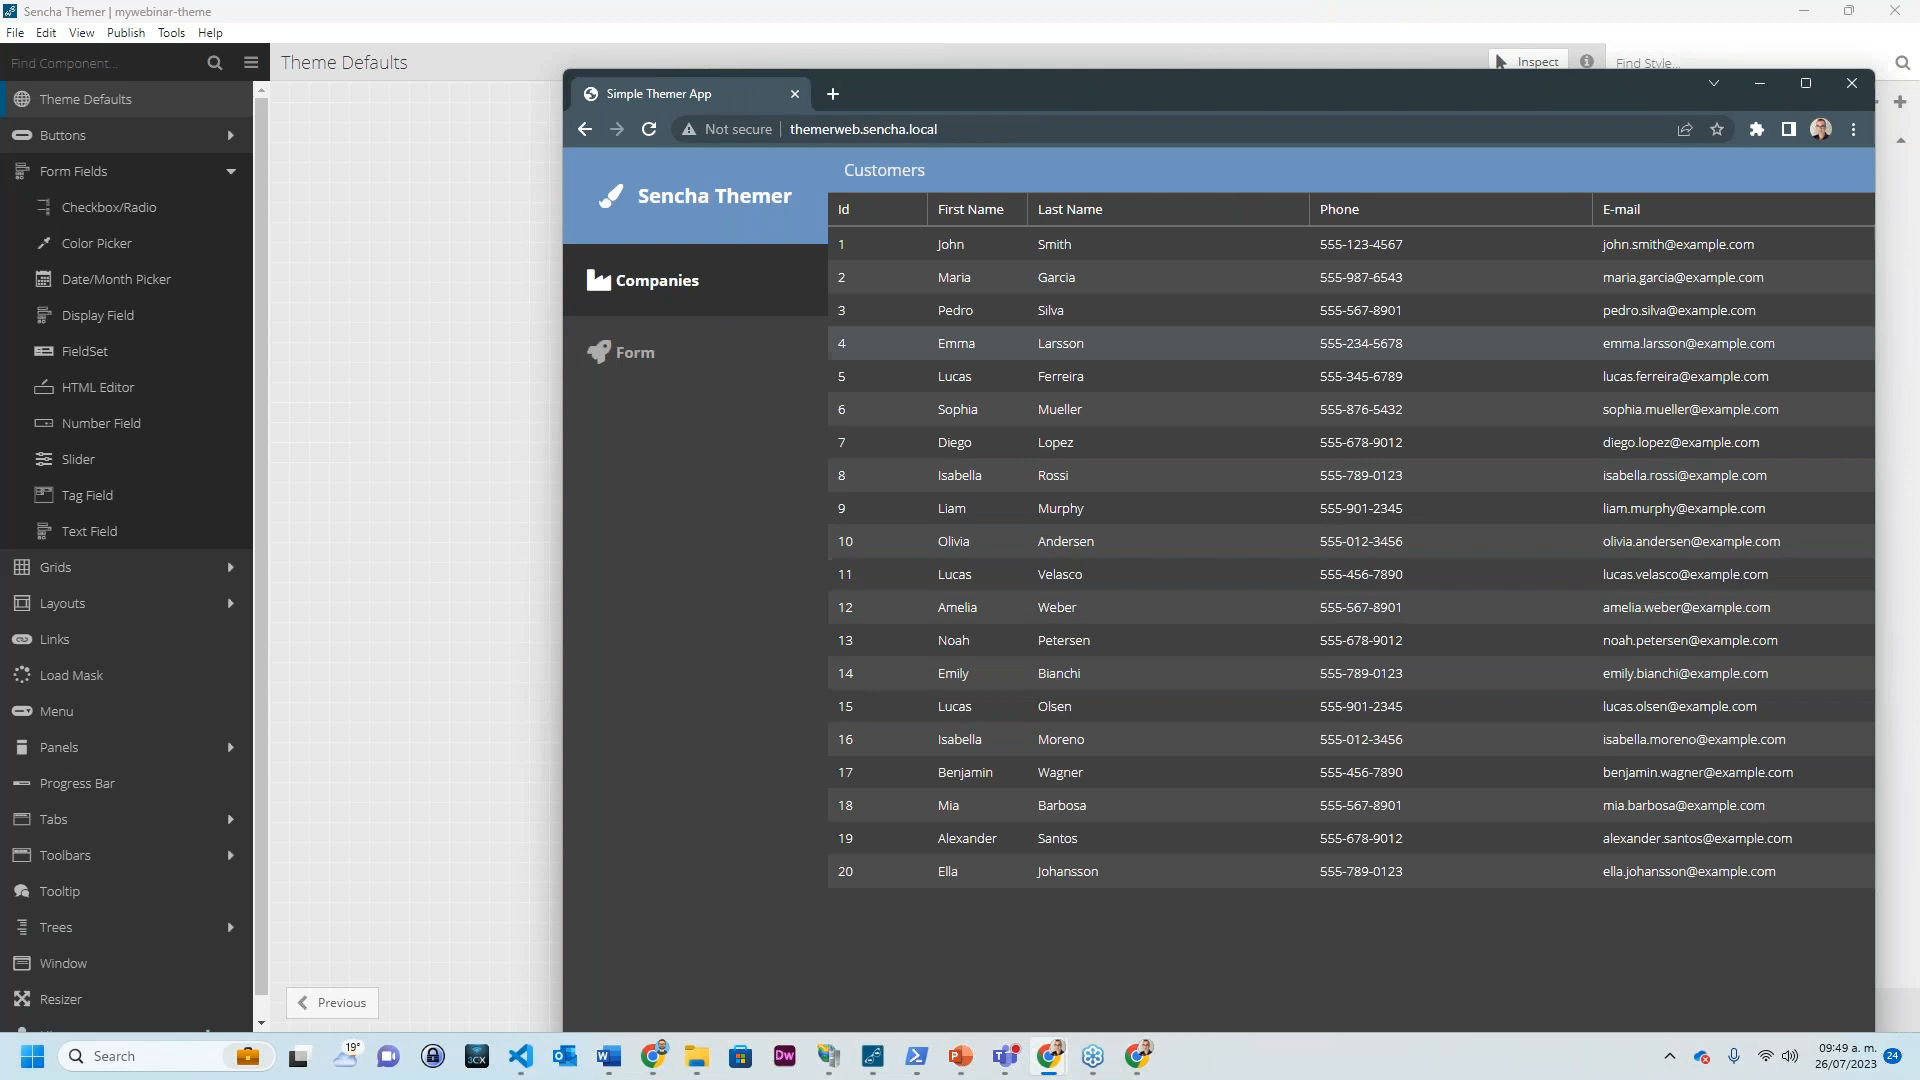 Sencha Themer | mywebinar-theme
File Edit View Publish Tools Help
Find Component...
Theme Defaults
Inspect
Find Style...
Theme Defaults
Buttons
Form Fields
Checkbox/Radio
Color Picker
Date/Month Picker
Display Field
FieldSet
HTML Editor
Number Field
Slider
Tag Field
Text Field
Grids
Layouts
Links
Load Mask
Menu
Panels
Progress Bar
Tabs
Toolbars
Tooltip
Trees
Window
Resizer
Previous
Simple Themer App
Not secure themerweb.sencha.local
Sencha Themer
Companies
Form
Customers
Id First Name Last Name Phone E-mail
1 John Smith 555-123-4567 john.smith@example.com
2 Maria Garcia 555-987-6543 maria.garcia@example.com
3 Pedro Silva 555-567-8901 pedro.silva@example.com
4 Emma Larsson 555-234-5678 emma.larsson@example.com
5 Lucas Ferreira 555-345-6789 lucas.ferreira@example.com
6 Sophia Mueller 555-876-5432 sophia.mueller@example.com
7 Diego Lopez 555-678-9012 diego.lopez@example.com
8 Isabella Rossi 555-789-0123 isabella.rossi@example.com
9 Liam Murphy 555-901-2345 liam.murphy@example.com
10 Olivia Andersen 555-012-3456 olivia.andersen@example.com
11 Lucas Velasco 555-456-7890 lucas.velasco@example.com
12 Amelia Weber 555-567-8901 amelia.weber@example.com
13 Noah Petersen 555-678-9012 noah.petersen@example.com
14 Emily Bianchi 555-789-0123 emily.bianchi@example.com
15 Lucas Olsen 555-901-2345 lucas.olsen@example.com
16 Isabella Moreno 555-012-3456 isabella.moreno@example.com
17 Benjamin Wagner 555-456-7890 benjamin.wagner@example.com
18 Mia Barbosa 555-567-8901 mia.barbosa@example.com
19 Alexander Santos 555-678-9012 alexander.santos@example.com
20 Ella Johansson 555-789-0123 ella.johansson@example.com
Search
19°
3CX
Dw
09:49 a. m.
26/07/2023
24